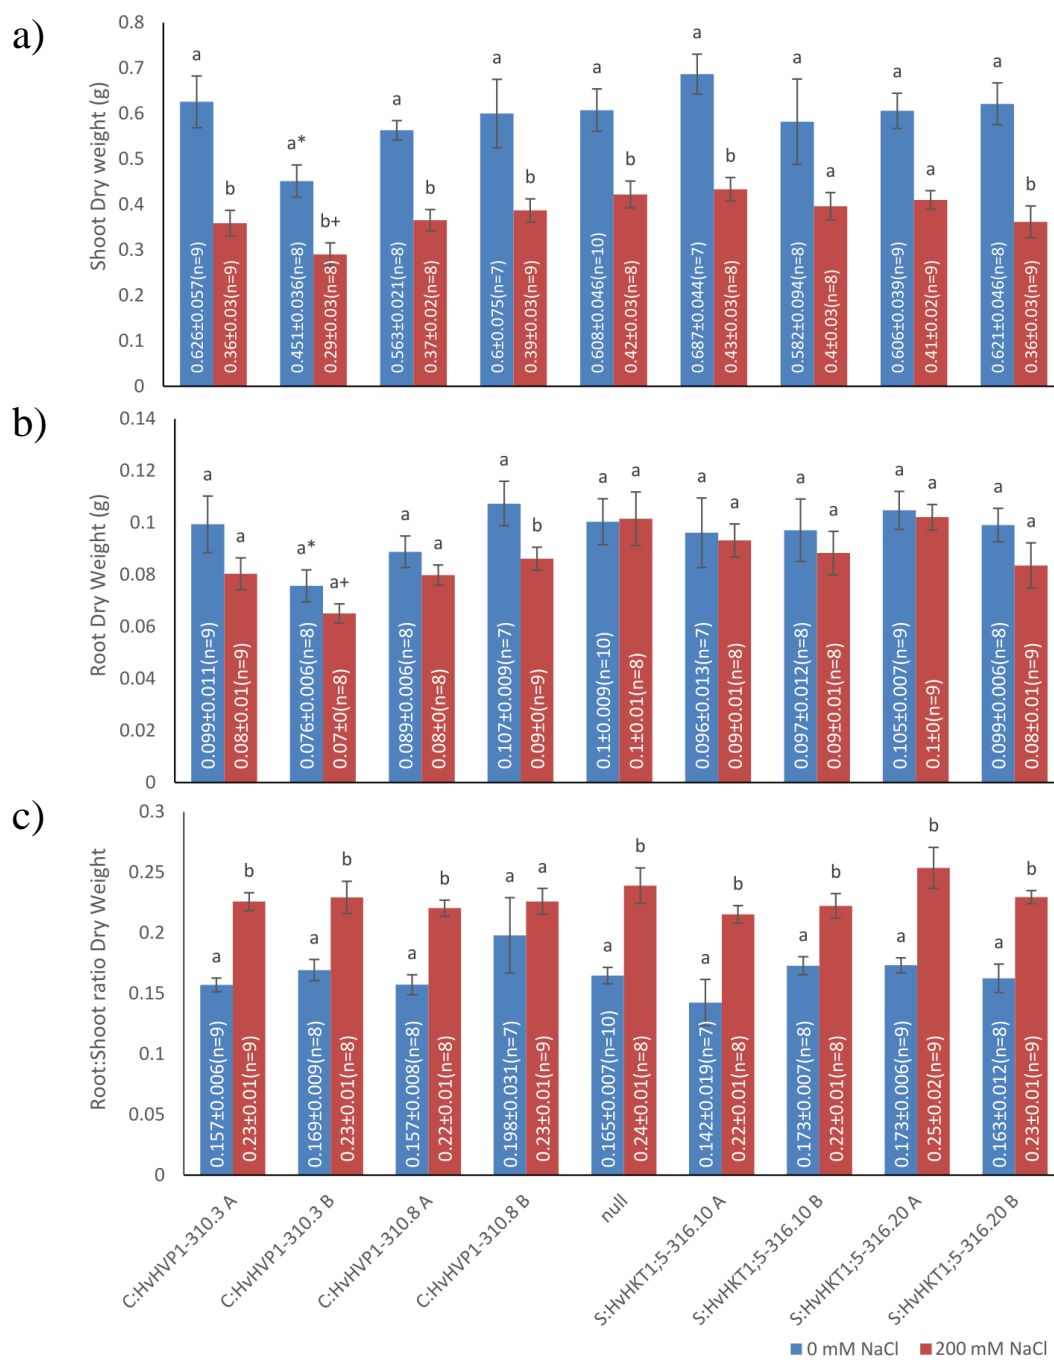 a)
Shoot Dry weight (g)
0.8
0.7
0.6
0.5
0.4
0.3
0.2
0.1
0
a
b
a*
b+
a
b
a
b
a
b
a
b
a
a
a
a
a
b
0.626±0.057(n=9)
0.36±0.03(n=9)
0.451±0.036(n=8)
0.29±0.03(n=8)
0.563±0.021(n=8)
0.37±0.02(n=8)
0.6±0.075(n=7)
0.39±0.03(n=9)
0.608±0.046(n=10)
0.42±0.03(n=8)
0.687±0.044(n=7)
0.43±0.03(n=8)
0.582±0.094(n=8)
0.4±0.03(n=8)
0.606±0.039(n=9)
0.41±0.02(n=9)
0.621±0.046(n=8)
0.36±0.03(n=9)
b)
Root Dry Weight (g)
0.14
0.12
0.1
0.08
0.06
0.04
0.02
0
a
a
a*
a+
a
a
a
b
a
a
a
a
a
a
a
a
a
a
0.099±0.011(n=9)
0.08±0.01(n=9)
0.076±0.006(n=8)
0.07±0(n=8)
0.089±0.006(n=8)
0.08±0(n=8)
0.107±0.009(n=7)
0.09±0(n=9)
0.1±0.009(n=10)
0.1±0.01(n=8)
0.096±0.013(n=7)
0.09±0.01(n=8)
0.097±0.012(n=8)
0.09±0.01(n=8)
0.105±0.007(n=9)
0.1±0(n=9)
0.099±0.006(n=8)
0.08±0.01(n=9)
c)
Root:Shoot ratio Dry Weight
0.3
0.25
0.2
0.15
0.1
0.05
0
a
b
a
b
a
b
a
a
a
b
a
b
a
b
a
b
a
b
0.157±0.006(n=9)
0.23±0.01(n=9)
0.169±0.009(n=8)
0.23±0.01(n=8)
0.157±0.008(n=8)
0.22±0.01(n=8)
0.198±0.031(n=7)
0.23±0.01(n=9)
0.165±0.007(n=10)
0.24±0.01(n=8)
0.142±0.019(n=7)
0.22±0.01(n=8)
0.173±0.007(n=8)
0.22±0.01(n=8)
0.173±0.006(n=9)
0.25±0.02(n=9)
0.163±0.012(n=8)
0.23±0.01(n=9)
C:HvHVP1-310.3 A
C:HvHVP1-310.3 B
C:HvHVP1-310.8 A
C:HvHVP1-310.8 B
null
S:HvHKT1;5-316.10 A
S:HvHKT1;5-316.10 B
S:HvHKT1;5-316.20 A
S:HvHKT1;5-316.20 B
0 mM NaCl
200 mM NaCl